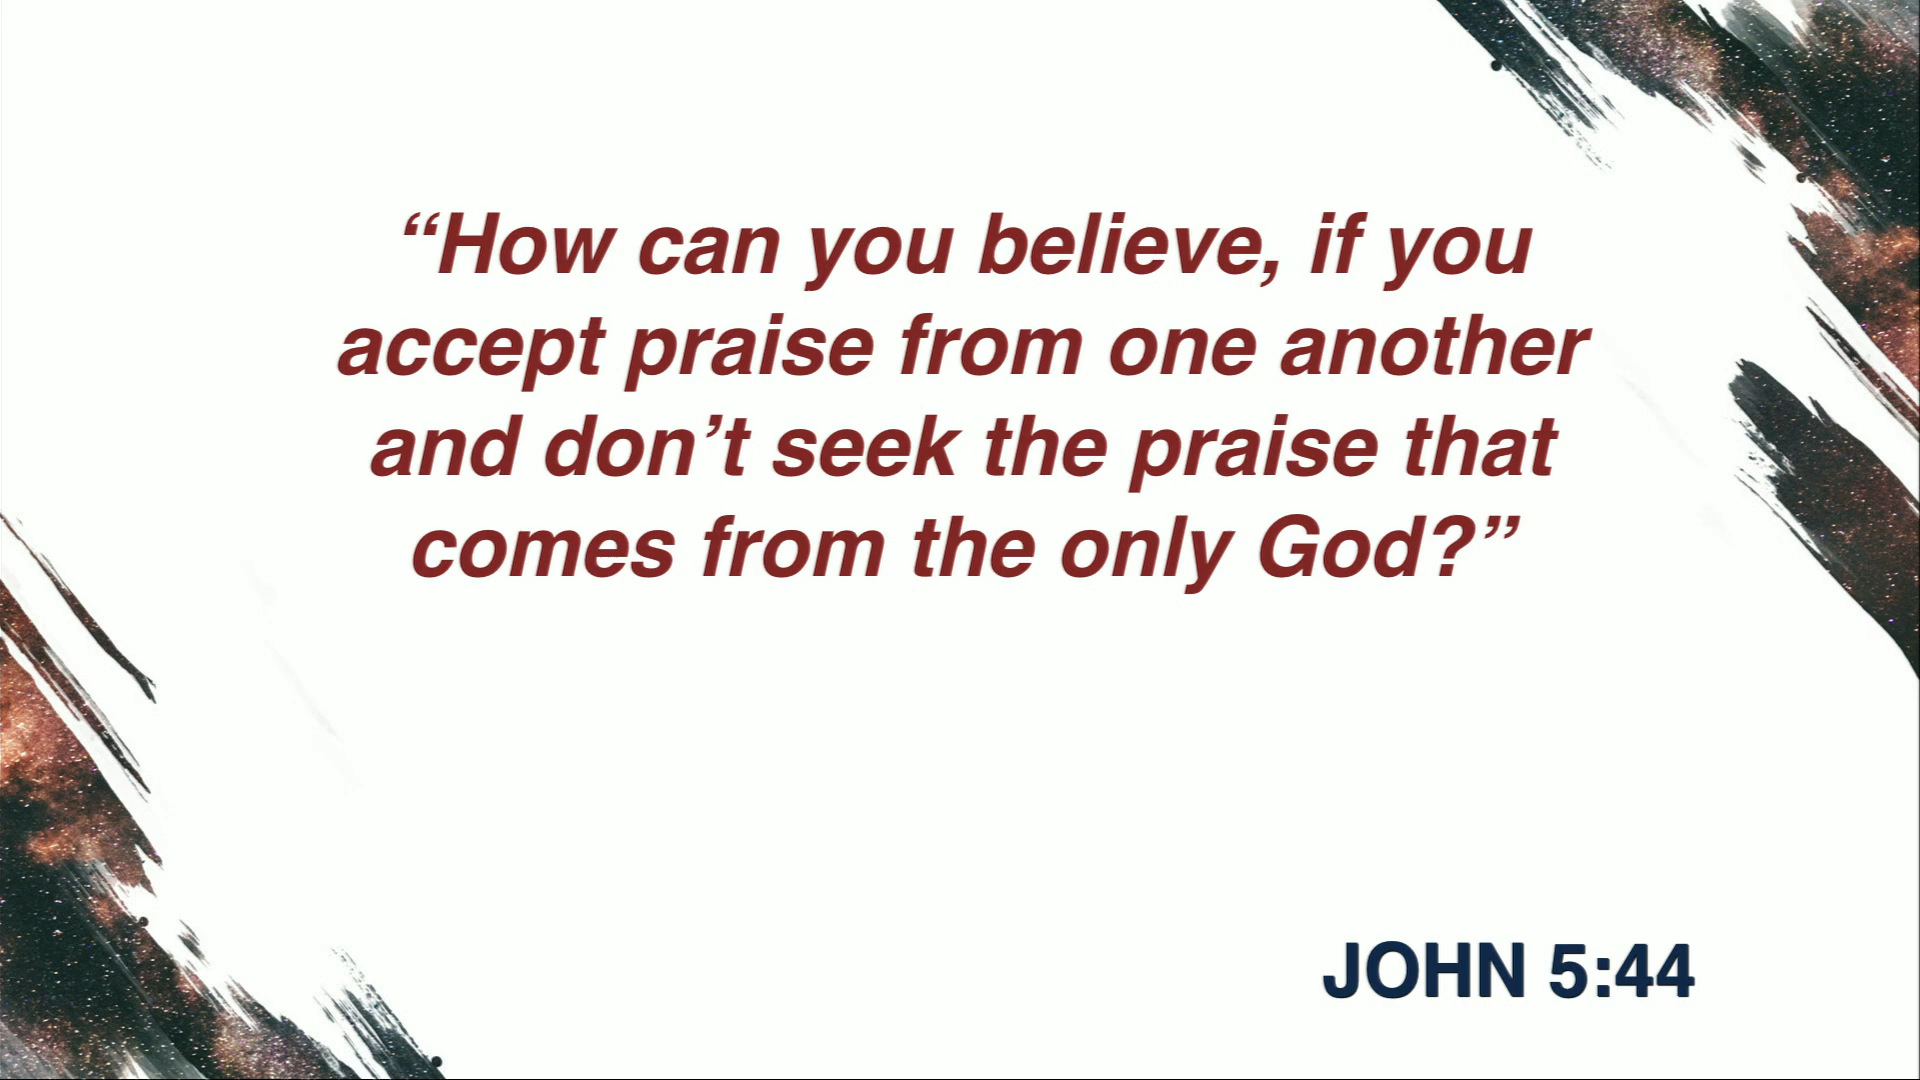 “How can you believe, if you
accept praise from one another
and don’t seek the praise that
comes from the only God?”
JOHN 5:44